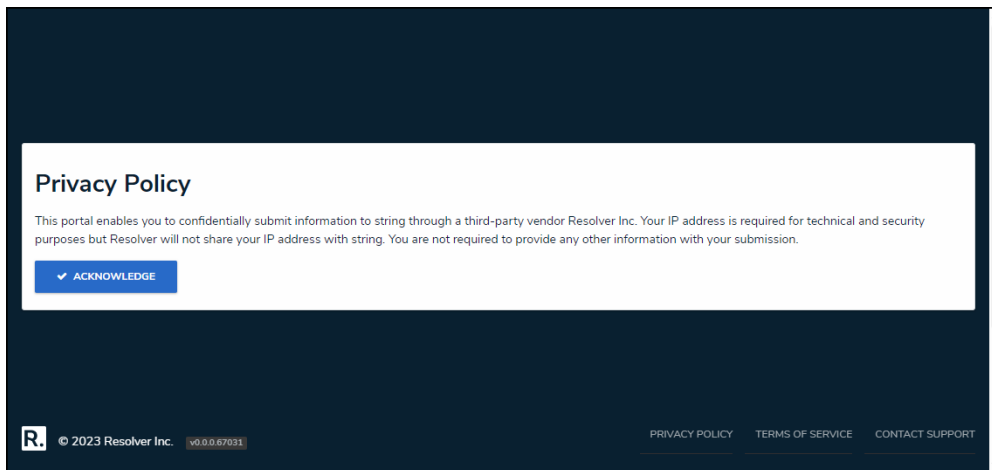 Privacy Policy
This portal enables you to confidentially submit information to string through a third-party vendor Resolver Inc. Your IP address is required for technical and security
purposes but Resolver will not share your IP address with string. You are not required to provide any other information with your submission.
ACKNOWLEDGE
R. © 2023 Resolver Inc. v0.0.0.67031 PRIVACY POLICY TERMS OF SERVICE CONTACT SUPPORT